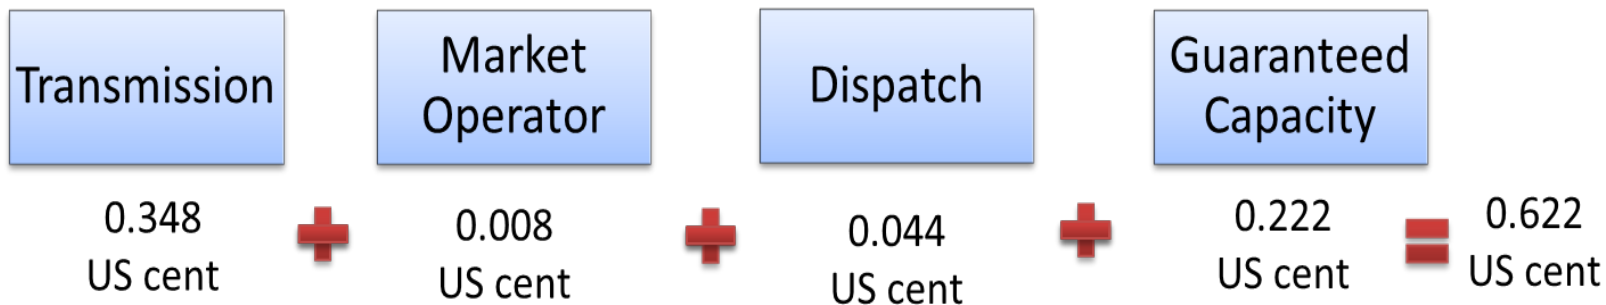 Transmission
Market
Operator
Dispatch
Guaranteed
Capacity
0.348
US cent
0.008
US cent
0.044
US cent
0.222
US cent
0.622
US cent